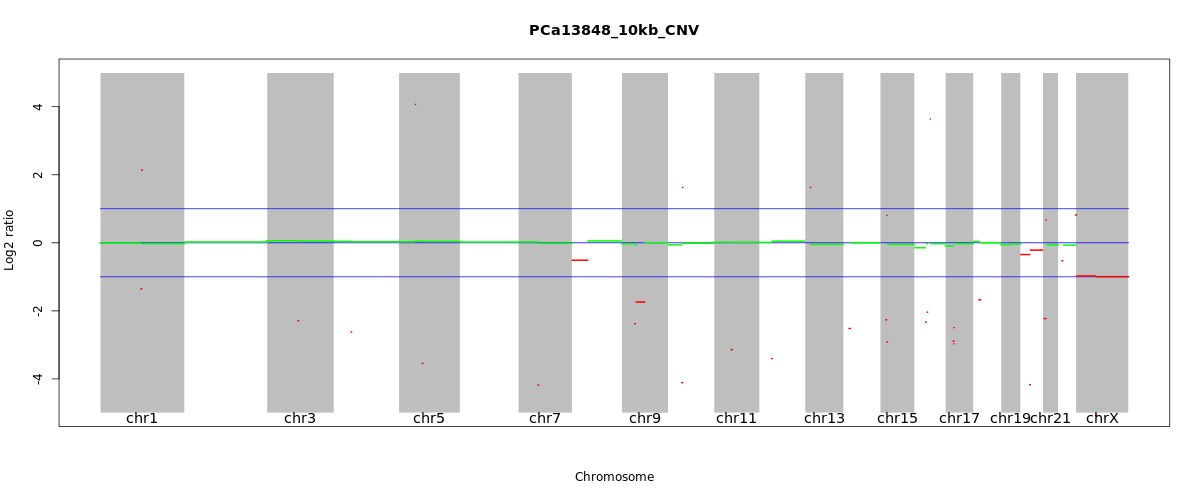 PCa13848_10kb_CNV
Log2 ratio
4
2
0
-2
-4
chr1 chr3 chr5 chr7 chr9 chr11 chr13 chr15 chr17 chr19 chr21 chrX
Chromosome